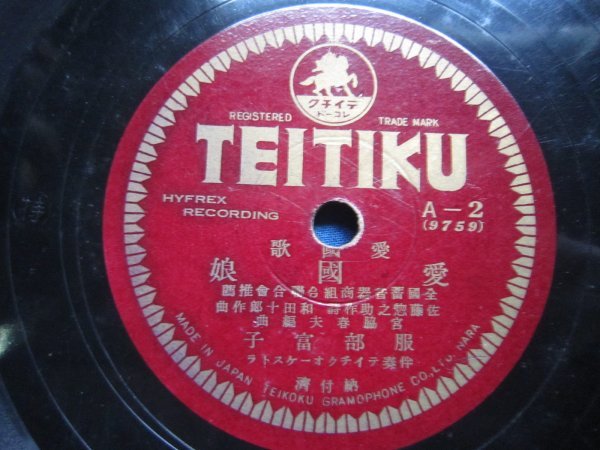 テイチク
レコード
REGISTERED TRADE MARK
TEITIKU
HYFREX
RECORDING
A-2
(9759)
愛國歌
愛國娘
全國蓄音器商組合聯合會推薦
佐藤惣之助作詩 和田十郎作曲
宮脇春夫編曲
服部富子
伴奏テイチクオーケストラ
納付濟
MADE IN JAPAN TEIKOKU GRAMOPHONE CO., LTD. NARA